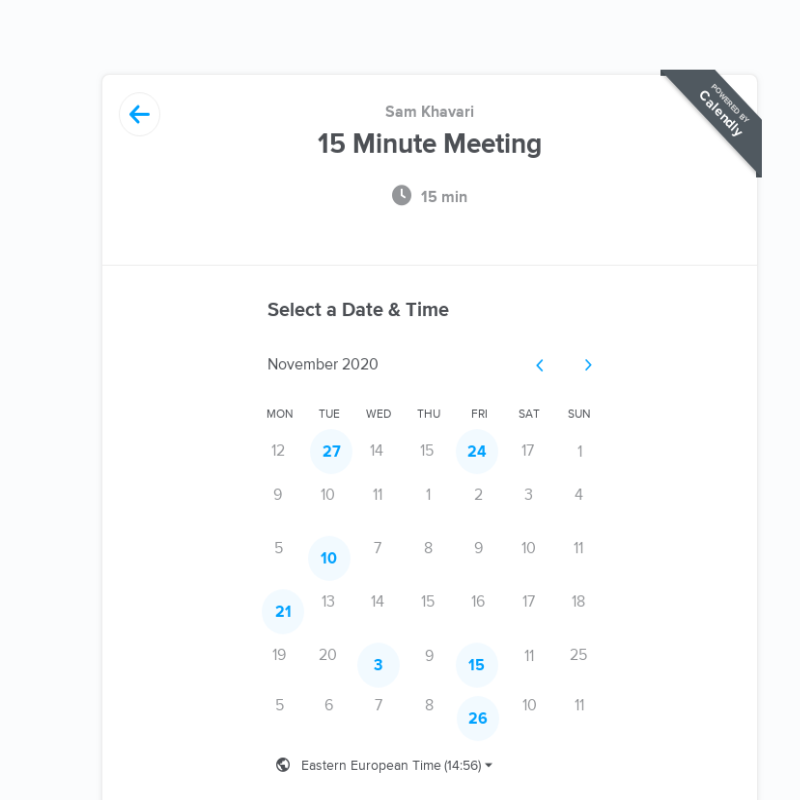 POWERED BY
Calendly
Sam Khavari
15 Minute Meeting
15 min
Select a Date & Time
November 2020
MON TUE WED THU FRI SAT SUN
12 27 14 15 24 17 1
9 10 11 1 2 3 4
5 10 7 8 9 10 11
21 13 14 15 16 17 18
19 20 3 9 15 11 25
5 6 7 8 26 10 11
Eastern European Time (14:56)